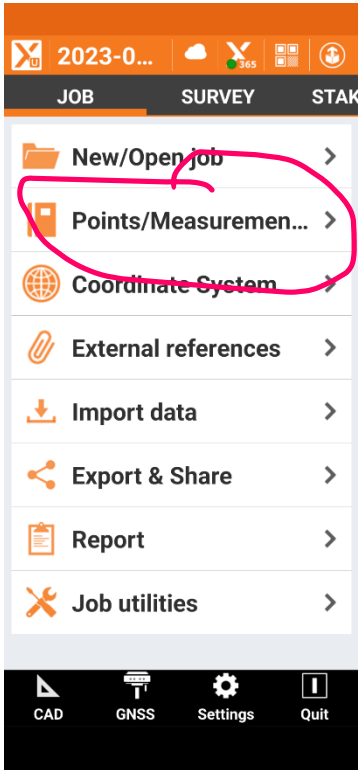 XU 2023-0... X 365
JOB SURVEY STAK
New/Open job
Points/Measuremen...
Coordinate System
External references
Import data
Export & Share
Report
Job utilities
CAD GNSS Settings Quit